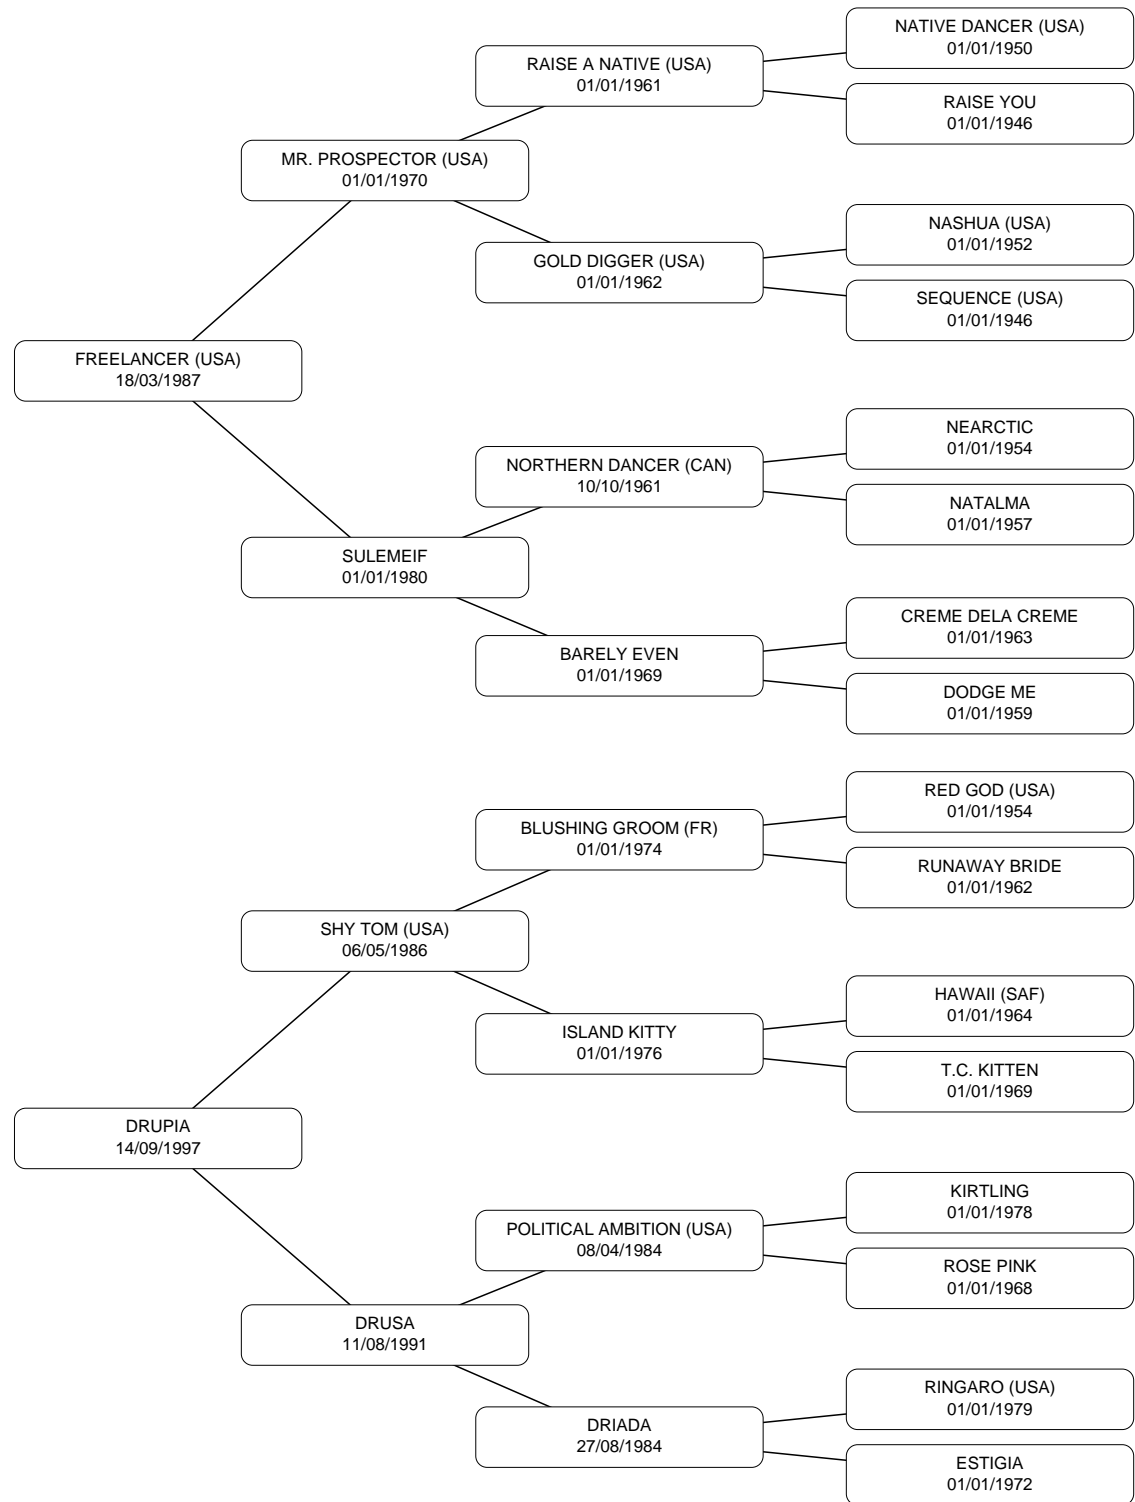 NATIVE DANCER (USA)
01/01/1950
RAISE A NATIVE (USA)
01/01/1961
RAISE YOU
01/01/1946
MR. PROSPECTOR (USA)
01/01/1970
NASHUA (USA)
01/01/1952
GOLD DIGGER (USA)
01/01/1962
SEQUENCE (USA)
01/01/1946
FREELANCER (USA)
18/03/1987
NEARCTIC
01/01/1954
NORTHERN DANCER (CAN)
10/10/1961
NATALMA
01/01/1957
SULEMEIF
01/01/1980
CREME DELA CREME
01/01/1963
BARELY EVEN
01/01/1969
DODGE ME
01/01/1959
RED GOD (USA)
01/01/1954
BLUSHING GROOM (FR)
01/01/1974
RUNAWAY BRIDE
01/01/1962
SHY TOM (USA)
06/05/1986
HAWAII (SAF)
01/01/1964
ISLAND KITTY
01/01/1976
T.C. KITTEN
01/01/1969
DRUPIA
14/09/1997
KIRTLING
01/01/1978
POLITICAL AMBITION (USA)
08/04/1984
ROSE PINK
01/01/1968
DRUSA
11/08/1991
RINGARO (USA)
01/01/1979
DRIADA
27/08/1984
ESTIGIA
01/01/1972